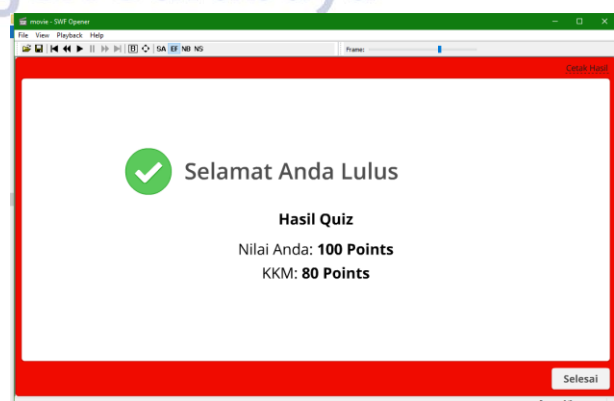 movie - SWF Opener
File View Playback Help
SA EF NB NS Frame:
Cetak Hasil
Selamat Anda Lulus
Hasil Quiz
Nilai Anda: 100 Points
KKM: 80 Points
Selesai